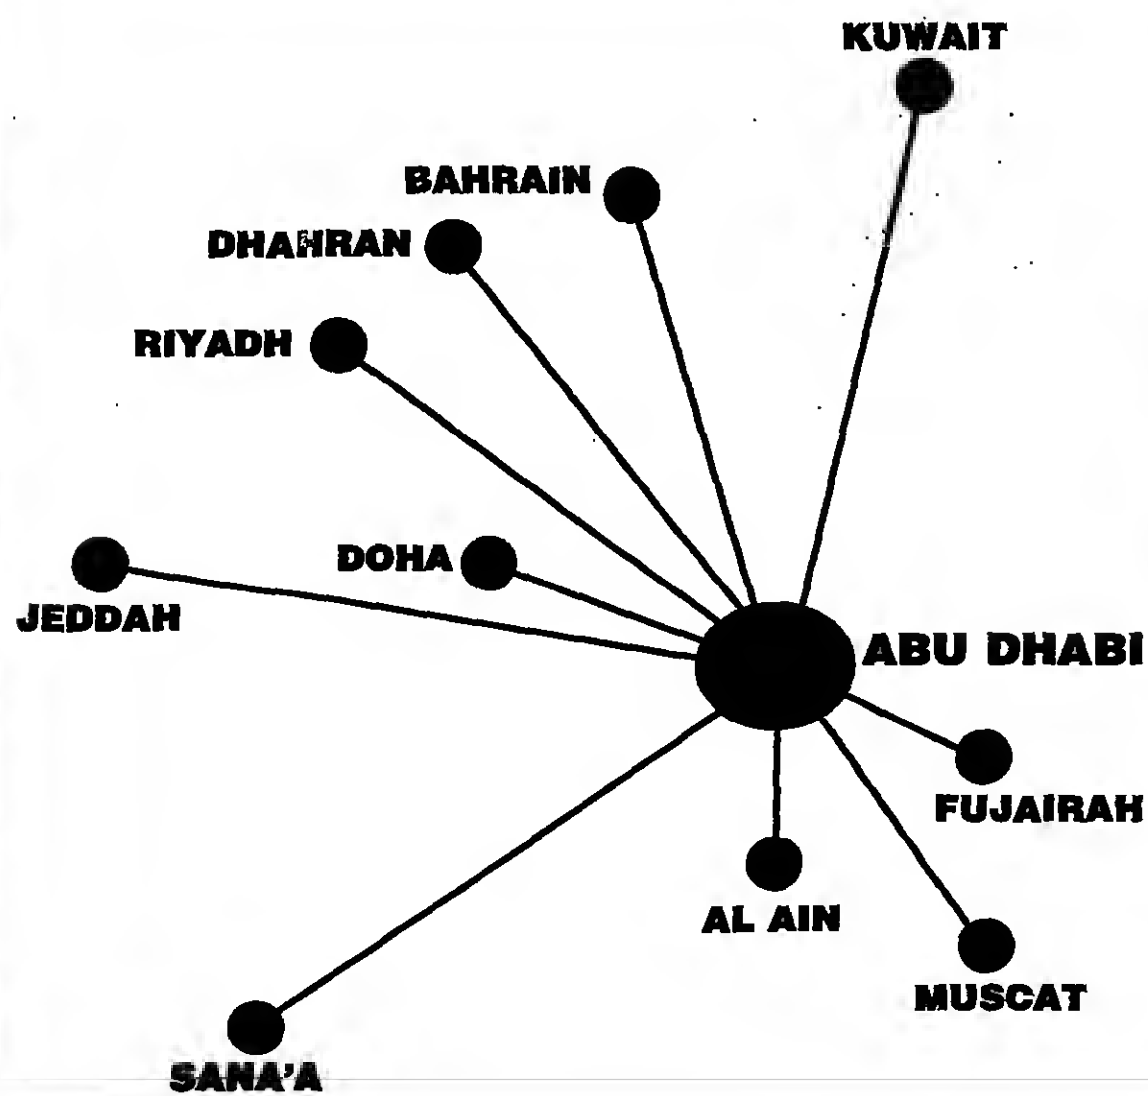 KUWAIT
BAHRAIN
DHAHRAN
RIYADH
DOHA
JEDDAH
ABU DHABI
FUJAIRAH
AL AIN
MUSCAT
SANA'A